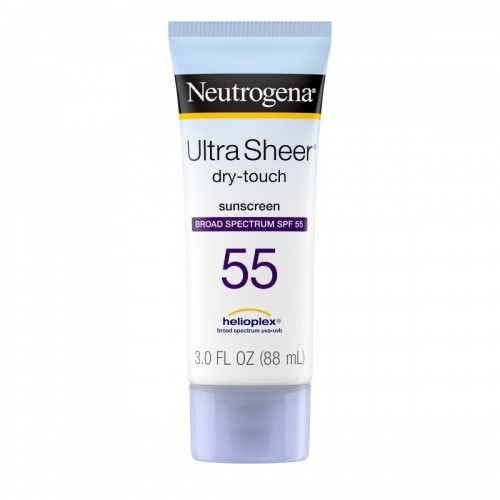 Neutrogena®
Ultra Sheer®
dry-touch
sunscreen
BROAD SPECTRUM SPF 55
55
helioplex®
broad spectrum uva•uvb
3.0 FL OZ (88 mL)